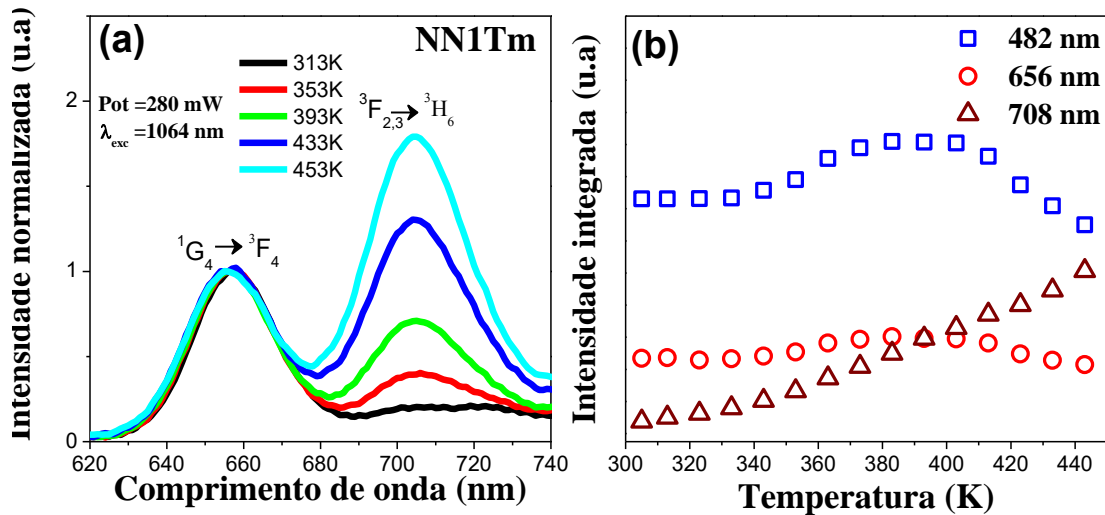 (a)
NN1Tm
313K
353K
393K
433K
453K
Pot =280 mW
λexc=1064 nm
³F2,3→ ³H6
¹G4 → ³F4
Intensidade normalizada (u.a)
2
1
0
620 640 660 680 700 720 740
Comprimento de onda (nm)
(b)
482 nm
656 nm
708 nm
Intensidade integrada (u.a)
300 320 340 360 380 400 420 440
Temperatura (K)